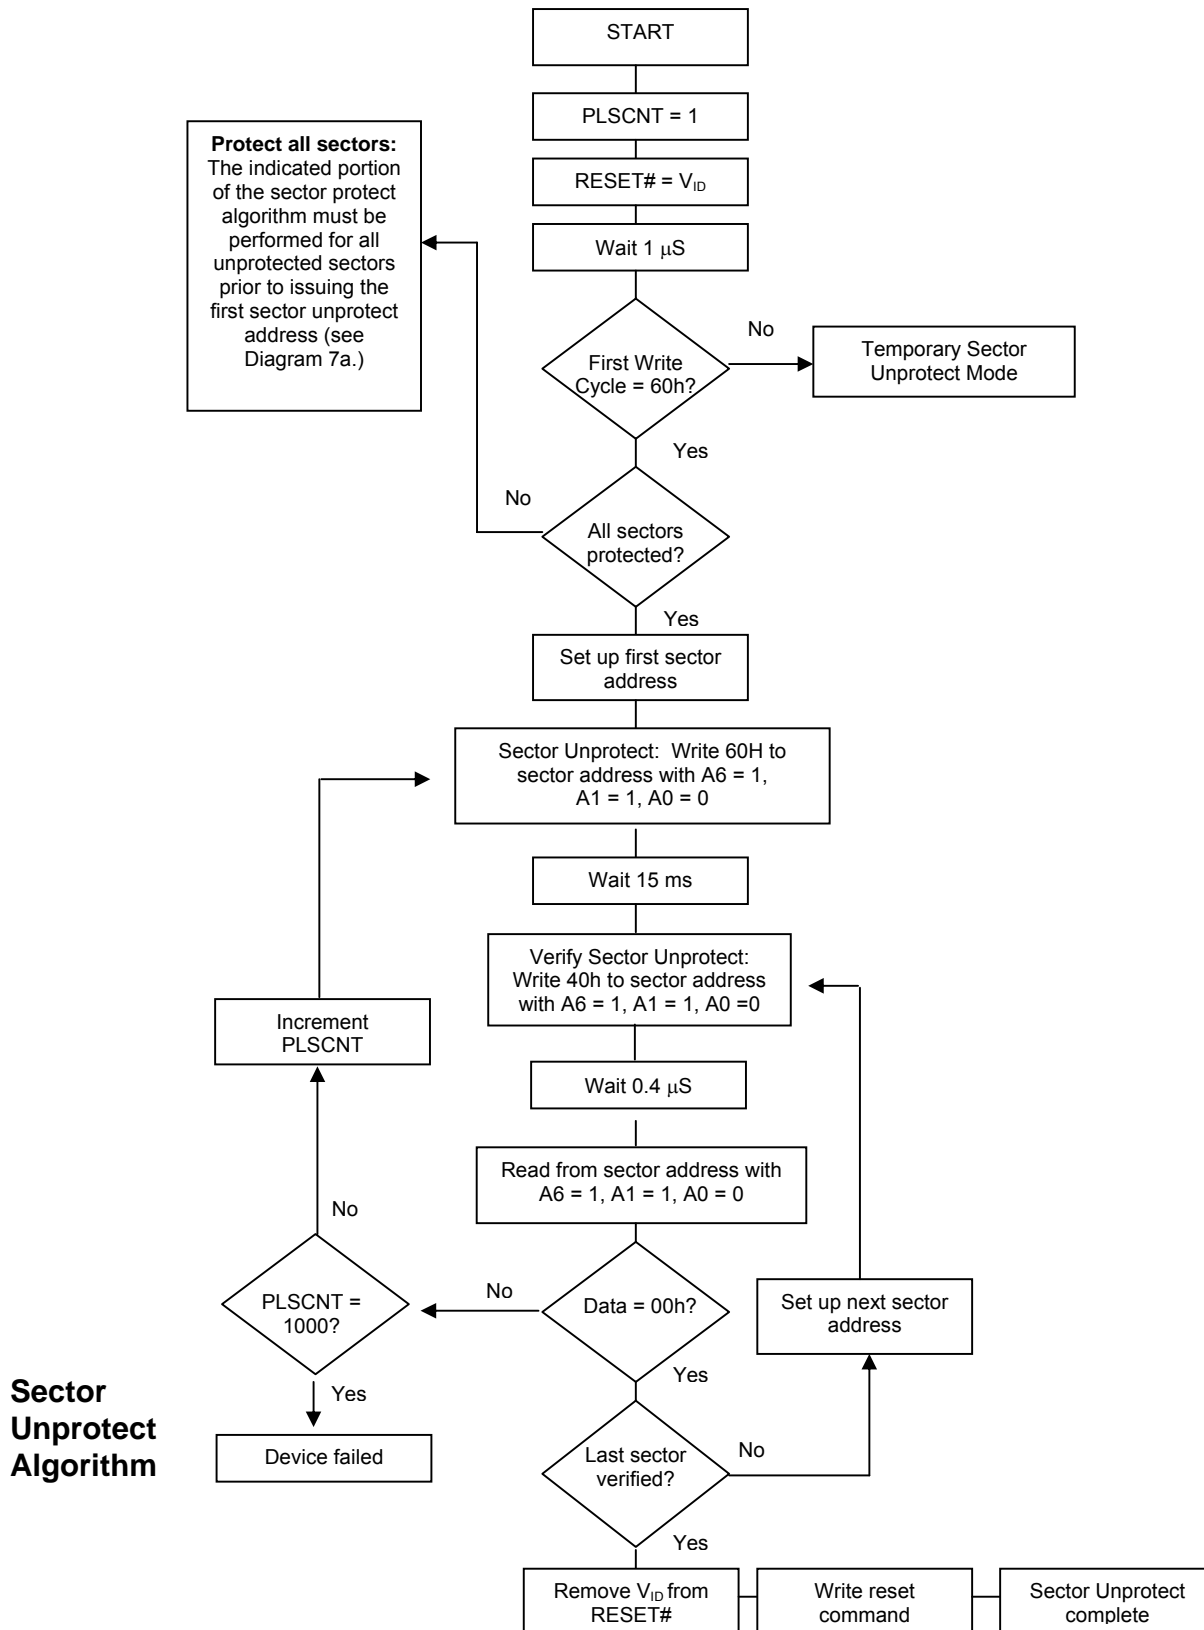 START
PLSCNT = 1
RESET# = VID
Wait 1 μS
Protect all sectors:
The indicated portion
of the sector protect
algorithm must be
performed for all
unprotected sectors
prior to issuing the
first sector unprotect
address (see
Diagram 7a.)
First Write
Cycle = 60h?
No
Temporary Sector
Unprotect Mode
Yes
No
All sectors
protected?
Yes
Set up first sector
address
Sector Unprotect: Write 60H to
sector address with A6 = 1,
A1 = 1, A0 = 0
Wait 15 ms
Verify Sector Unprotect:
Write 40h to sector address
with A6 = 1, A1 = 1, A0 =0
Increment
PLSCNT
Wait 0.4 μS
Read from sector address with
A6 = 1, A1 = 1, A0 = 0
No
PLSCNT =
1000?
No
Data = 00h?
Set up next sector
address
Yes
Yes
Device failed
Sector
Unprotect
Algorithm
Last sector
verified?
No
Yes
Remove VID from
RESET#
Write reset
command
Sector Unprotect
complete